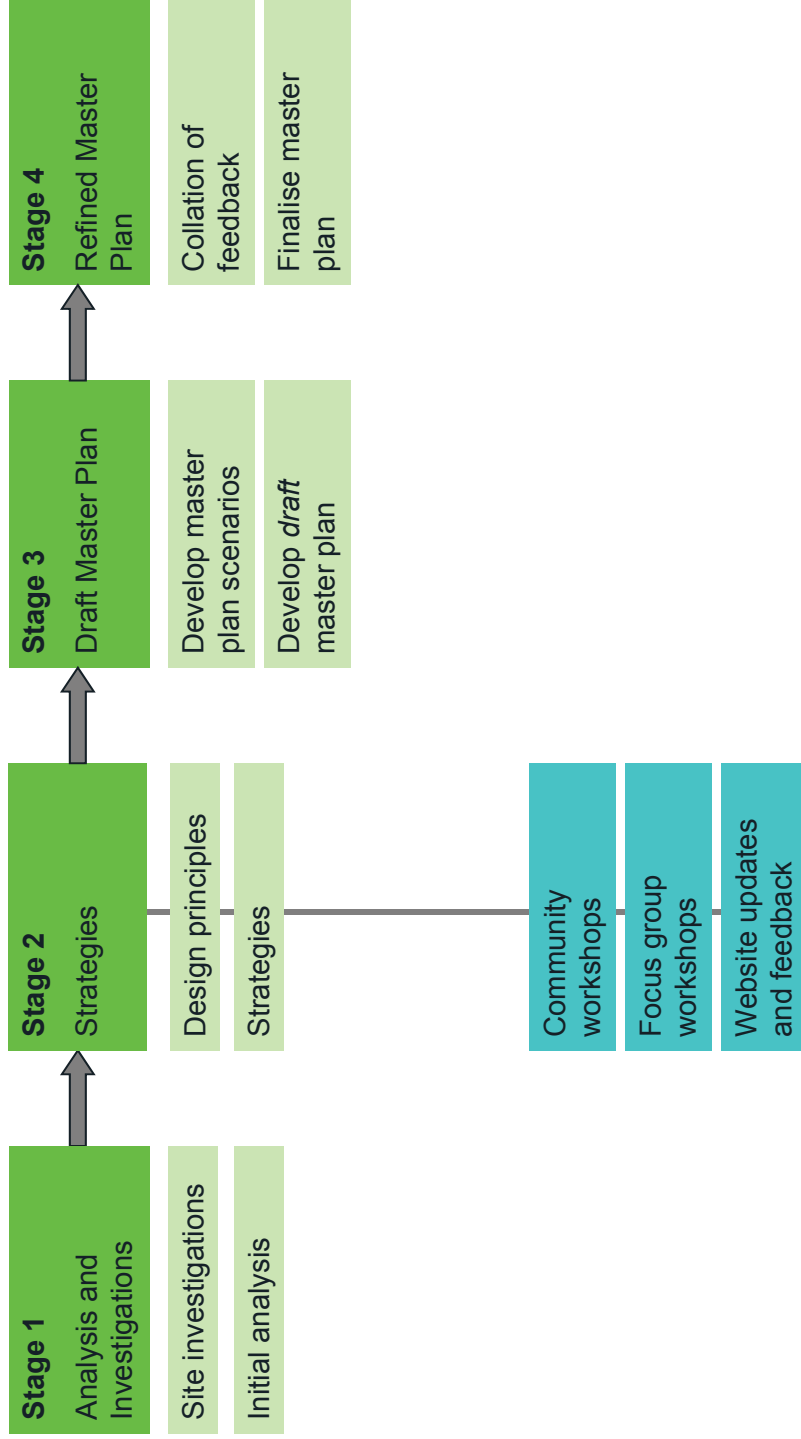 Stage 1
Analysis and
Investigations
Site investigations
Initial analysis
Stage 2
Strategies
Design principles
Strategies
Community
workshops
Focus group
workshops
Website updates
and feedback
Stage 3
Draft Master Plan
Develop master
plan scenarios
Develop draft
master plan
Stage 4
Refined Master
Plan
Collation of
feedback
Finalise master
plan